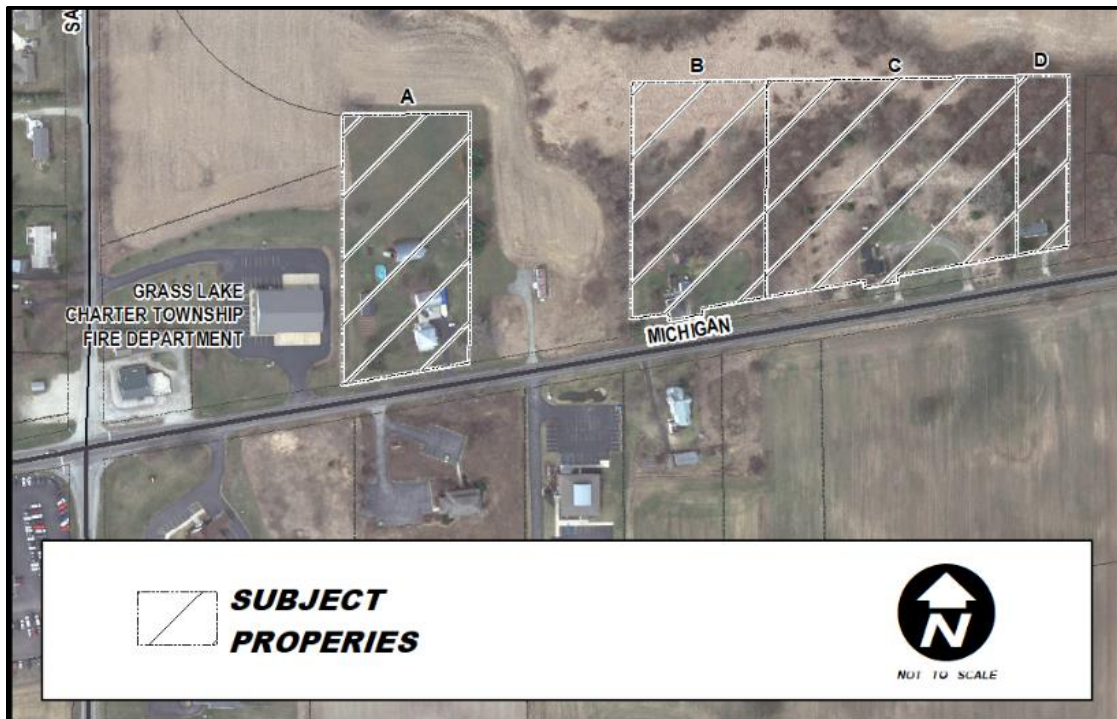 SA
A
B
C
D
GRASS LAKE
CHARTER TOWNSHIP
FIRE DEPARTMENT
MICHIGAN
SUBJECT
PROPERIES
N
NOT TO SCALE